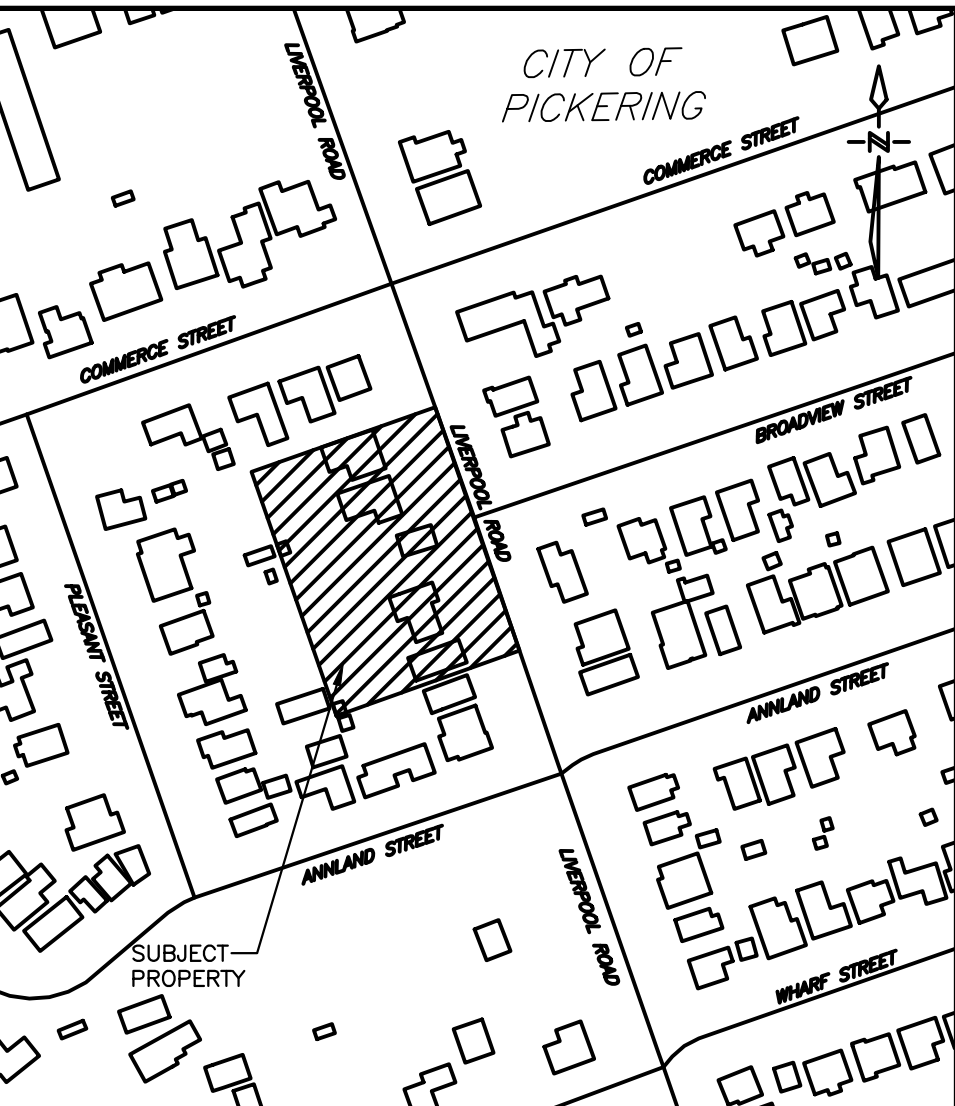 CITY OF
PICKERING
LIVERPOOL ROAD
COMMERCE STREET
N
COMMERCE STREET
BROADVIEW STREET
LIVERPOOL ROAD
PLEASANT STREET
ANNLAND STREET
ANNLAND STREET
LIVERPOOL ROAD
SUBJECT
PROPERTY
WHARF STREET